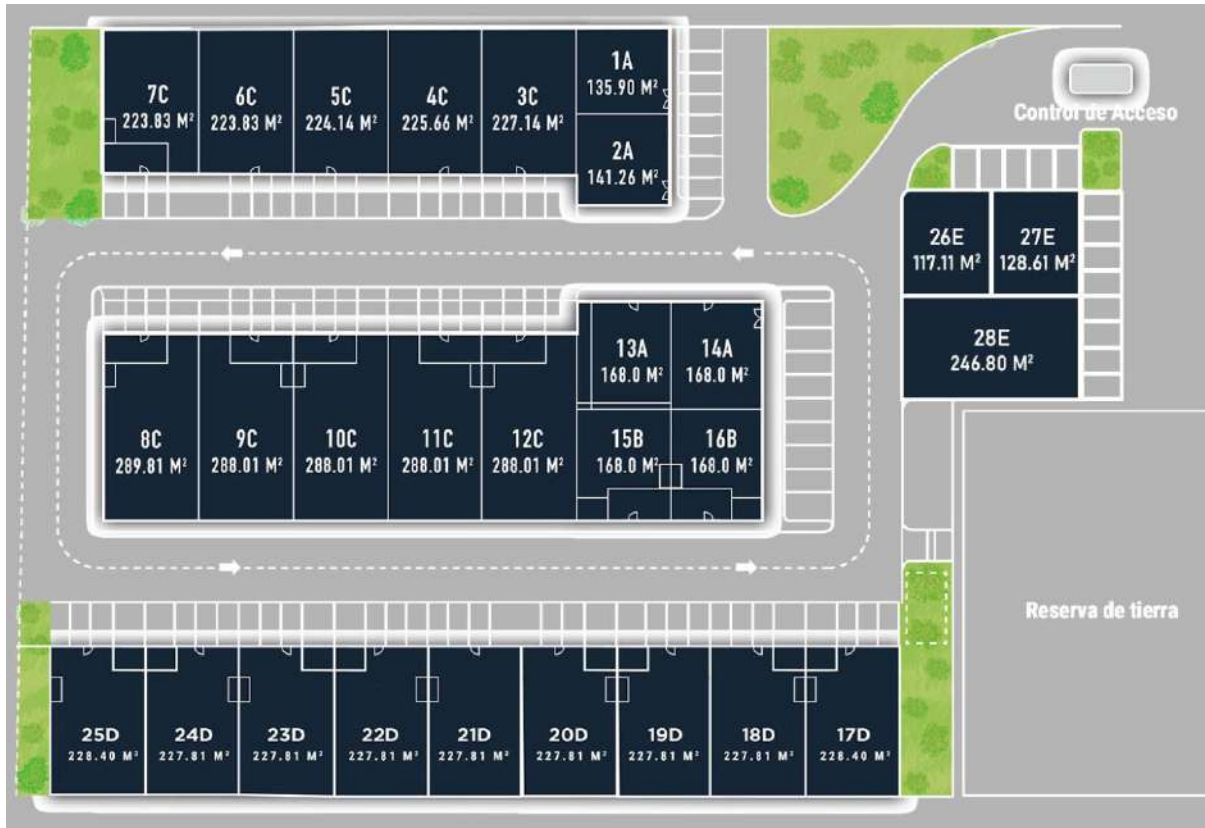 1A
135.90 M²
7C
223.83 M²
6C
223.83 M²
5C
224.14 M²
4C
225.66 M²
3C
227.14 M²
2A
141.26 M²
Control de Acceso
26E
117.11 M²
27E
128.61 M²
28E
246.80 M²
13A
168.0 M²
14A
168.0 M²
8C
289.81 M²
9C
288.01 M²
10C
288.01 M²
11C
288.01 M²
12C
288.01 M²
15B
168.0 M²
16B
168.0 M²
Reserva de tierra
25D
228.40 M²
24D
227.81 M²
23D
227.81 M²
22D
227.81 M²
21D
227.81 M²
20D
227.81 M²
19D
227.81 M²
18D
227.81 M²
17D
228.40 M²